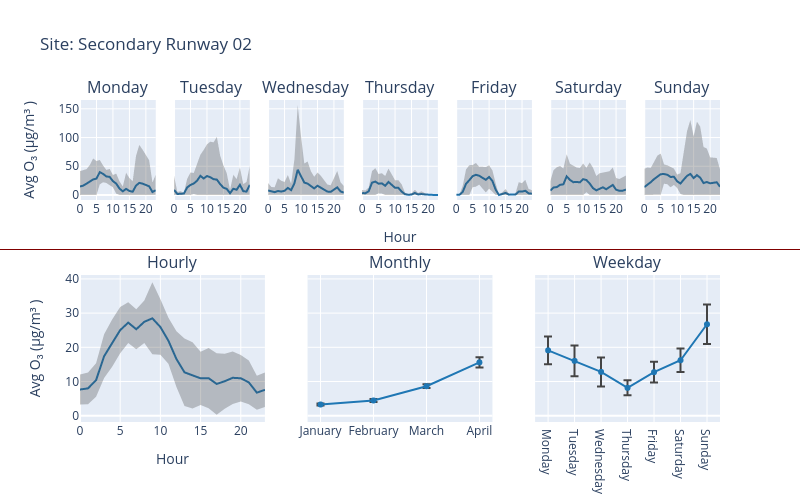 Site: Secondary Runway 02
Monday Tuesday Wednesday Thursday Friday Saturday Sunday
Avg O₃ (μg/m³ )
150
100
50
0
0 5 10 15 20 0 5 10 15 20 0 5 10 15 20 0 5 10 15 20 0 5 10 15 20 0 5 10 15 20 0 5 10 15 20
Hour
Hourly Monthly Weekday
Avg O₃ (μg/m³ )
40
30
20
10
0
0 5 10 15 20
Hour
January February March April
Monday
Tuesday
Wednesday
Thursday
Friday
Saturday
Sunday